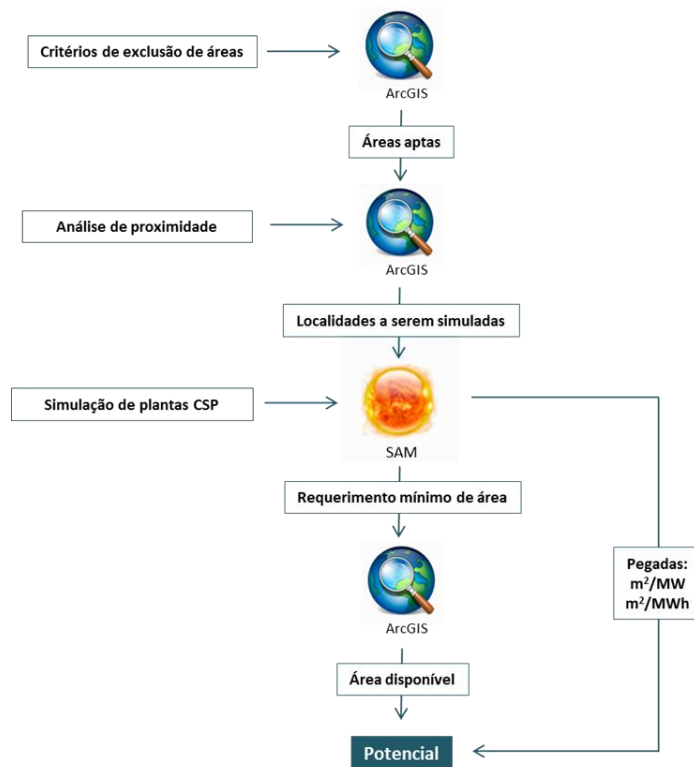 Critérios de exclusão de áreas
ArcGIS
Áreas aptas
Análise de proximidade
ArcGIS
Localidades a serem simuladas
Simulação de plantas CSP
SAM
Requerimento mínimo de área
Pegadas:
m²/MW
m²/MWh
ArcGIS
Área disponível
Potencial